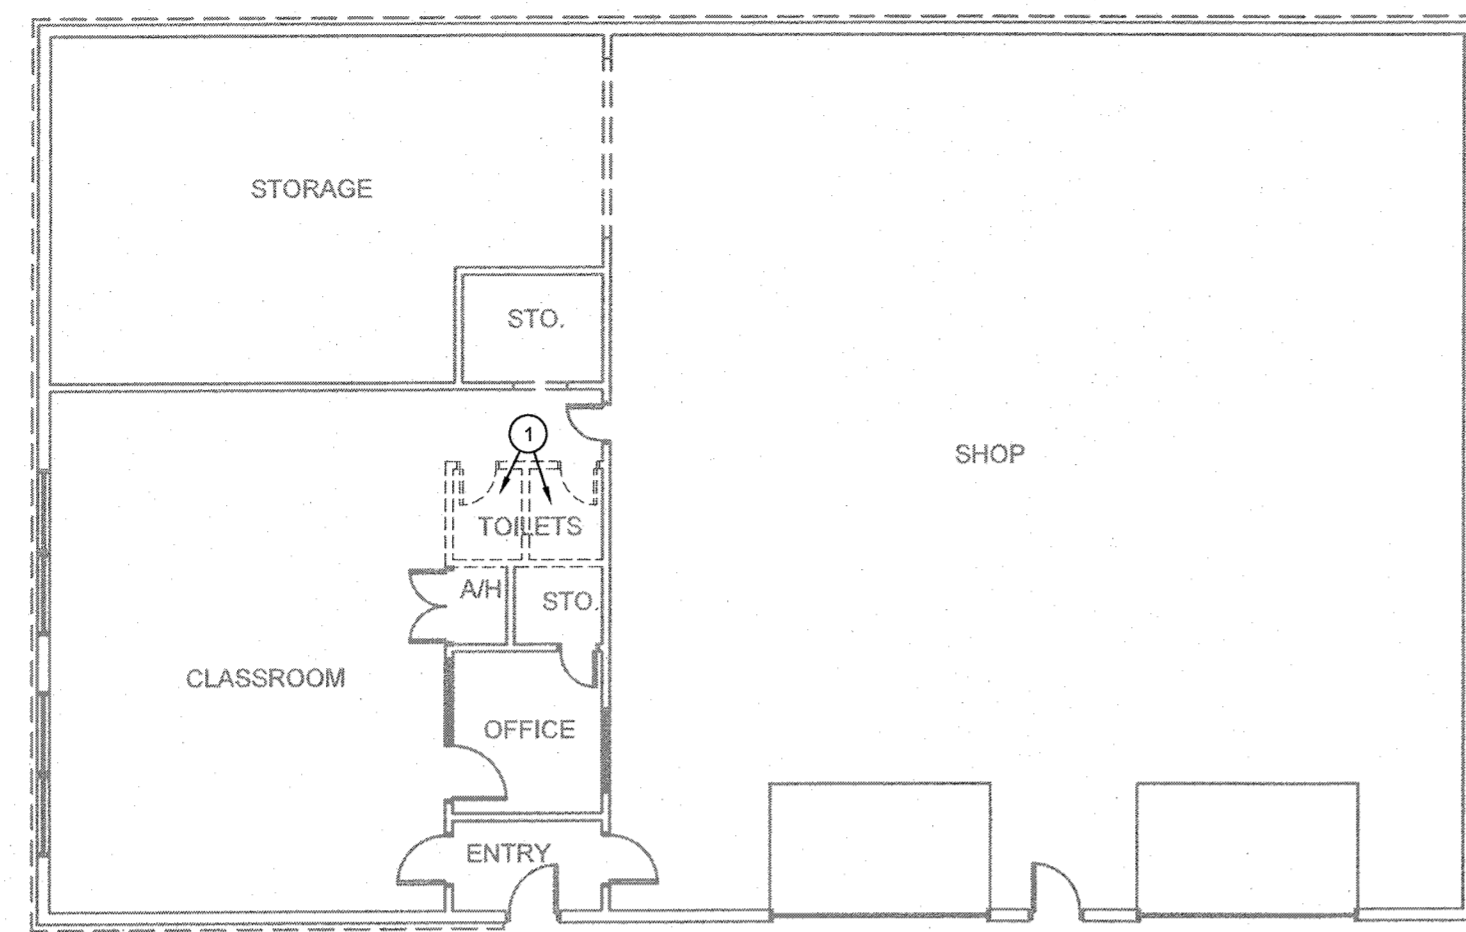 STORAGE
STO.
1
SHOP
TOILETS
A/H
STO.
CLASSROOM
OFFICE
ENTRY